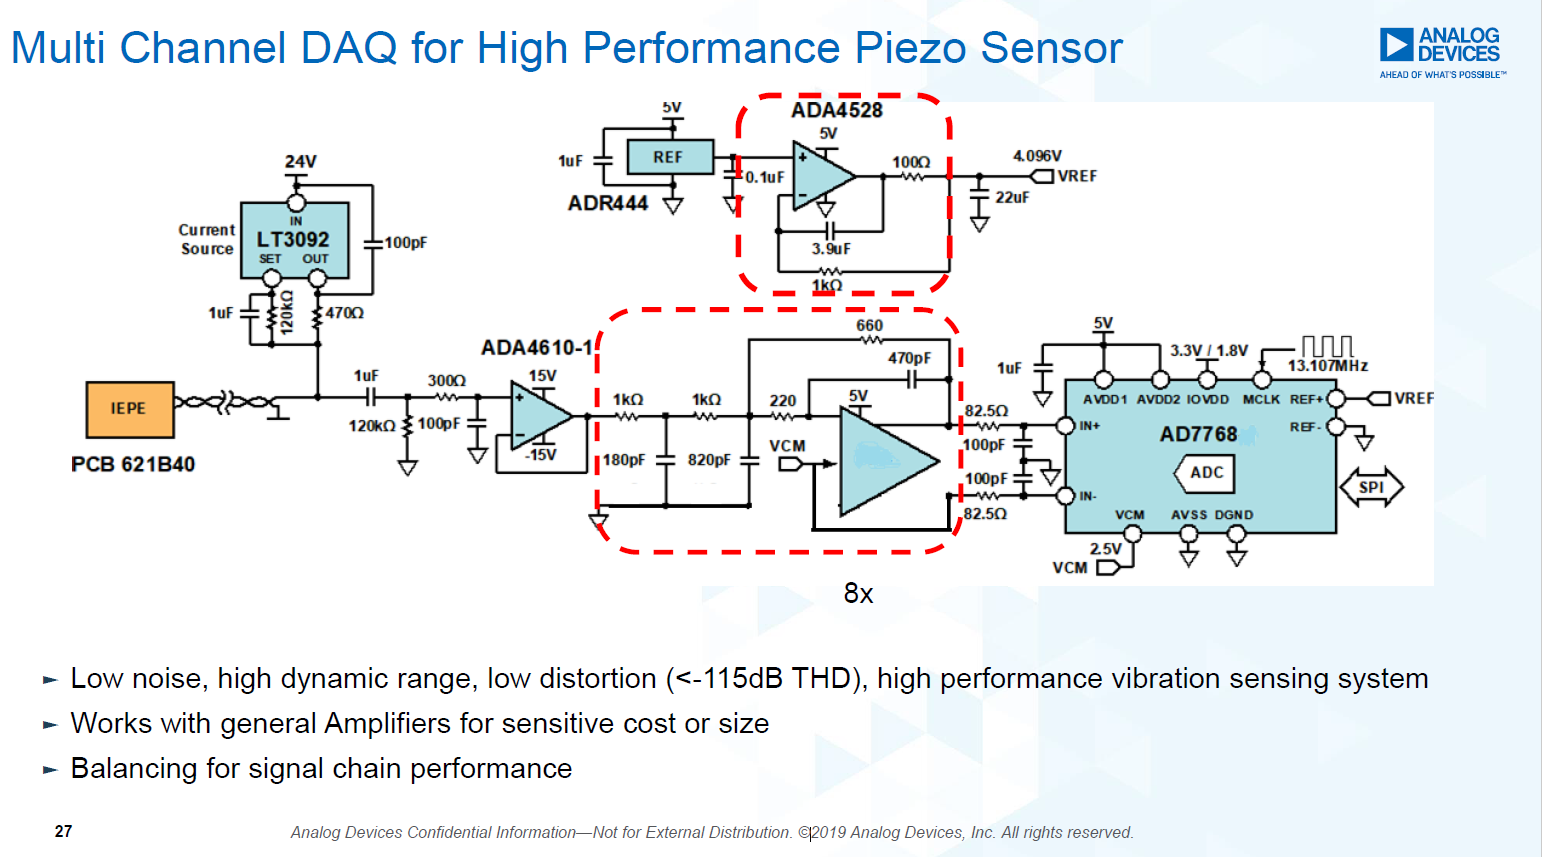 Multi Channel DAQ for High Performance Piezo Sensor
ANALOG
DEVICES
AHEAD OF WHAT'S POSSIBLE™
5V
ADA4528
5V
1uF
REF
0.1uF
ADR444
100Ω
4.096V
VREF
22uF
3.9uF
1kΩ
24V
Current
Source
IN
LT3092
SET OUT
100pF
1uF
120kΩ
470Ω
ADA4610-1
IEPE
PCB 621B40
1uF
300Ω
120kΩ
100pF
15V
-15V
1kΩ
1kΩ
180pF
820pF
660
470pF
220
5V
VCM
82.5Ω
100pF
100pF
82.5Ω
5V
1uF
3.3V / 1.8V
13.107MHz
AVDD1 AVDD2 IOVDD MCLK REF+
VREF
IN+
AD7768
REF-
ADC
SPI
IN-
VCM AVSS DGND
2.5V
VCM
8x
► Low noise, high dynamic range, low distortion (<-115dB THD), high performance vibration sensing system
► Works with general Amplifiers for sensitive cost or size
► Balancing for signal chain performance
27
Analog Devices Confidential Information—Not for External Distribution. ©2019 Analog Devices, Inc. All rights reserved.